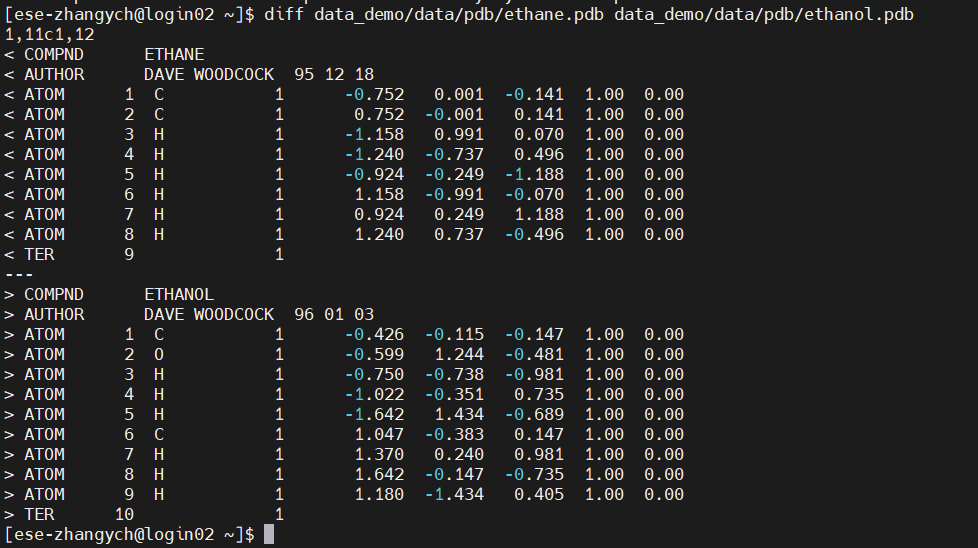 [ese-zhangych@login02 ~]$ diff data_demo/data/pdb/ethane.pdb data_demo/data/pdb/ethanol.pdb
1,11c1,12
< COMPND      ETHANE
< AUTHOR      DAVE WOODCOCK  95 12 18
< ATOM      1  C           1      -0.752   0.001  -0.141  1.00  0.00
< ATOM      2  C           1       0.752  -0.001   0.141  1.00  0.00
< ATOM      3  H           1      -1.158   0.991   0.070  1.00  0.00
< ATOM      4  H           1      -1.240  -0.737   0.496  1.00  0.00
< ATOM      5  H           1      -0.924  -0.249  -1.188  1.00  0.00
< ATOM      6  H           1       1.158  -0.991  -0.070  1.00  0.00
< ATOM      7  H           1       0.924   0.249   1.188  1.00  0.00
< ATOM      8  H           1       1.240   0.737  -0.496  1.00  0.00
< TER       9              1
---
> COMPND      ETHANOL
> AUTHOR      DAVE WOODCOCK  96 01 03
> ATOM      1  C           1      -0.426  -0.115  -0.147  1.00  0.00
> ATOM      2  O           1      -0.599   1.244  -0.481  1.00  0.00
> ATOM      3  H           1      -0.750  -0.738  -0.981  1.00  0.00
> ATOM      4  H           1      -1.022  -0.351   0.735  1.00  0.00
> ATOM      5  H           1      -1.642   1.434  -0.689  1.00  0.00
> ATOM      6  C           1       1.047  -0.383   0.147  1.00  0.00
> ATOM      7  H           1       1.370   0.240   0.981  1.00  0.00
> ATOM      8  H           1       1.642  -0.147  -0.735  1.00  0.00
> ATOM      9  H           1       1.180  -1.434   0.405  1.00  0.00
> TER      10              1
[ese-zhangych@login02 ~]$